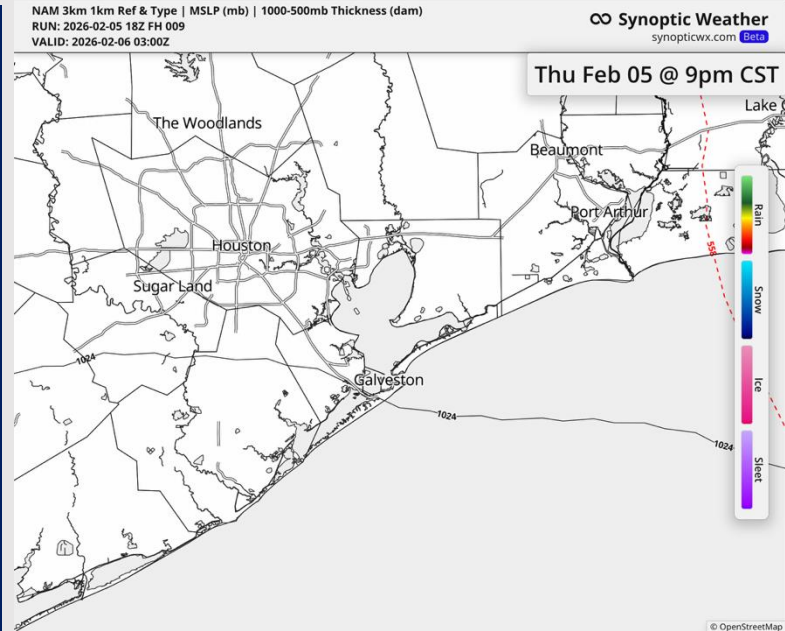 NAM 3km 1km Ref & Type | MSLP (mb) | 1000-500mb Thickness (dam)
RUN: 2026-02-05 18Z FH 009
VALID: 2026-02-06 03:00Z
Synoptic Weather
synopticwx.com Beta
Thu Feb 05 @ 9pm CST
Lake
The Woodlands
Beaumont
Port Arthur
Houston
Sugar Land
Galveston
1024
1024
1024
558
Rain
Snow
Ice
Sleet
© OpenStreetMap